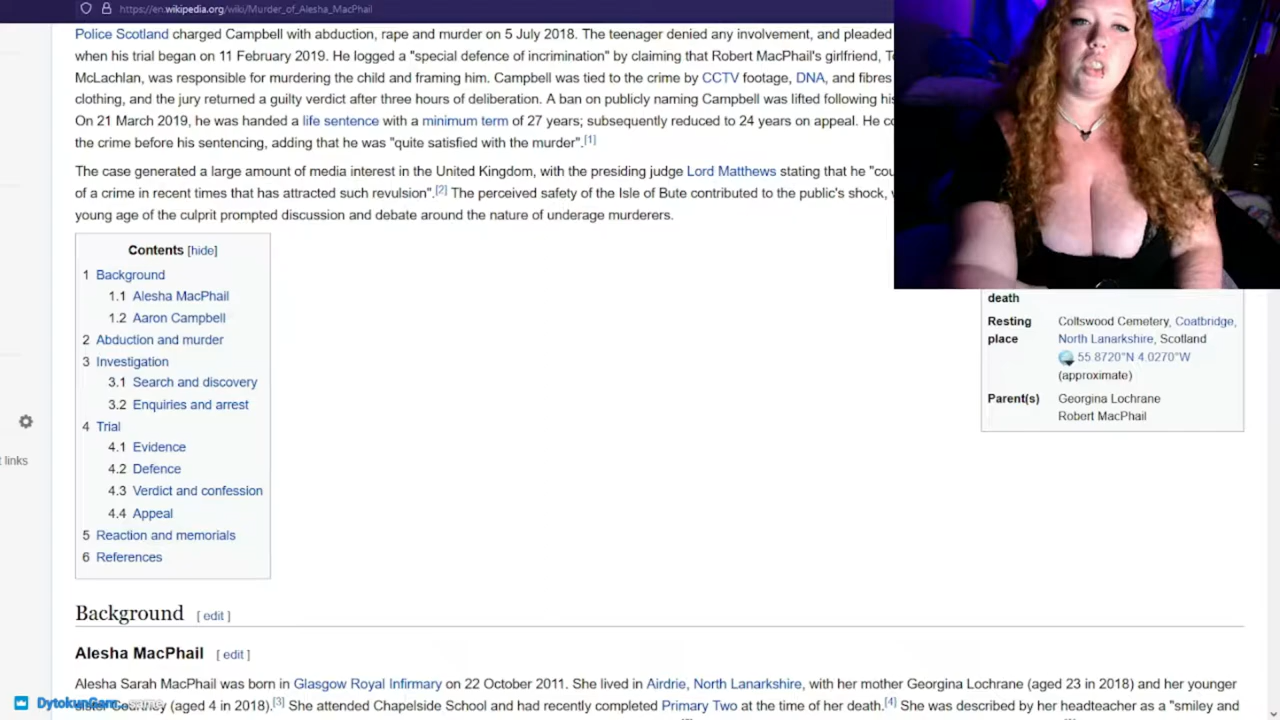 https://en.wikipedia.org/wiki/Murder_of_Alesha_MacPhail
Police Scotland charged Campbell with abduction, rape and murder on 5 July 2018. The teenager denied any involvement, and pleaded
when his trial began on 11 February 2019. He logged a "special defence of incrimination" by claiming that Robert MacPhail's girlfriend,
McLachlan, was responsible for murdering the child and framing him. Campbell was tied to the crime by CCTV footage, DNA, and fibres
clothing, and the jury returned a guilty verdict after three hours of deliberation. A ban on publicly naming Campbell was lifted following
On 21 March 2019, he was handed a life sentence with a minimum term of 27 years; subsequently reduced to 24 years on appeal. He
the crime before his sentencing, adding that he was "quite satisfied with the murder".[1]
The case generated a large amount of media interest in the United Kingdom, with the presiding judge Lord Matthews stating that he
of a crime in recent times that has attracted such revulsion".[2] The perceived safety of the Isle of Bute contributed to the public's shock,
young age of the culprit prompted discussion and debate around the nature of underage murderers.
Contents [hide]
1 Background
1.1 Alesha MacPhail
1.2 Aaron Campbell
2 Abduction and murder
3 Investigation
3.1 Search and discovery
3.2 Enquiries and arrest
4 Trial
4.1 Evidence
4.2 Defence
4.3 Verdict and confession
4.4 Appeal
5 Reaction and memorials
6 References
death
Resting place Coltswood Cemetery, Coatbridge,
North Lanarkshire, Scotland
55.8720°N 4.0270°W
(approximate)
Parent(s) Georgina Lochrane
Robert MacPhail
links
Background [ edit ]
Alesha MacPhail [ edit ]
Alesha Sarah MacPhail was born in Glasgow Royal Infirmary on 22 October 2011. She lived in Airdrie, North Lanarkshire, with her mother Georgina Lochrane (aged 23 in 2018) and her younger
sister Courtney (aged 4 in 2018).[3] She attended Chapelside School and had recently completed Primary Two at the time of her death.[4] She was described by her headteacher as a "smiley and